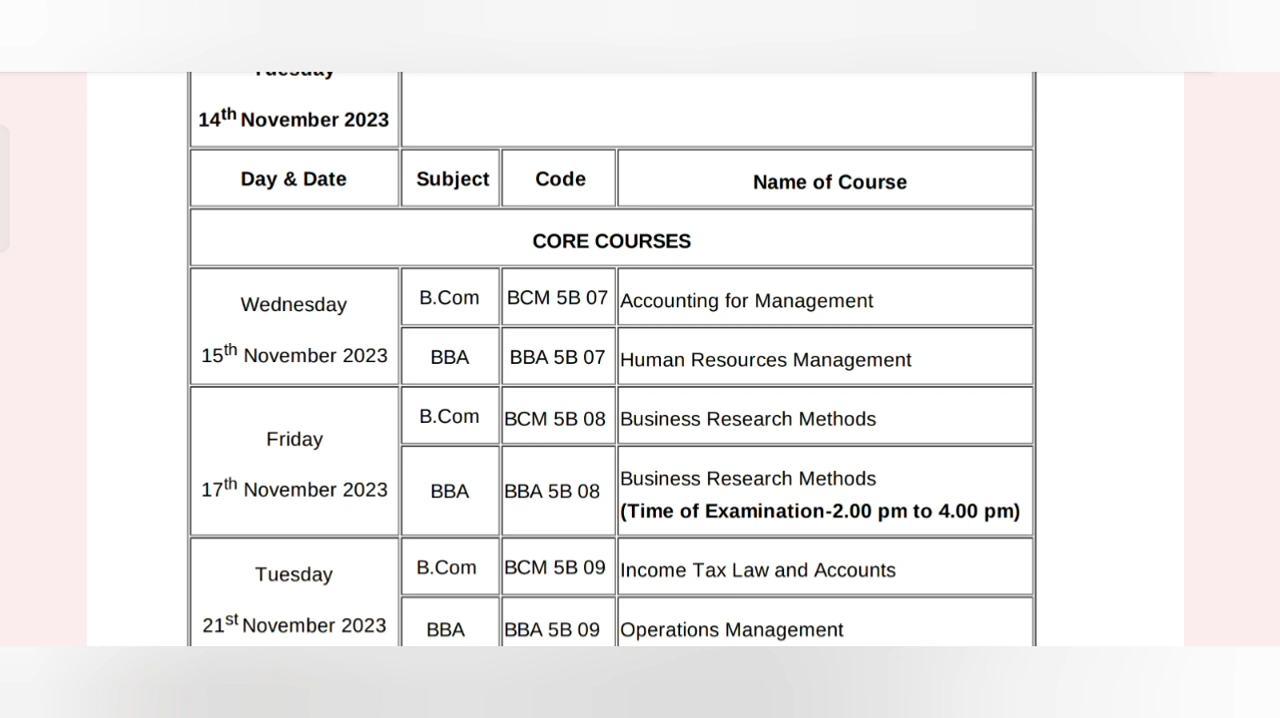 Tuesday
14th November 2023
Day & Date Subject Code Name of Course
CORE COURSES
Wednesday
15th November 2023
B.Com BCM 5B 07 Accounting for Management
BBA BBA 5B 07 Human Resources Management
Friday
17th November 2023
B.Com BCM 5B 08 Business Research Methods
BBA BBA 5B 08 Business Research Methods
(Time of Examination-2.00 pm to 4.00 pm)
Tuesday
21st November 2023
B.Com BCM 5B 09 Income Tax Law and Accounts
BBA BBA 5B 09 Operations Management